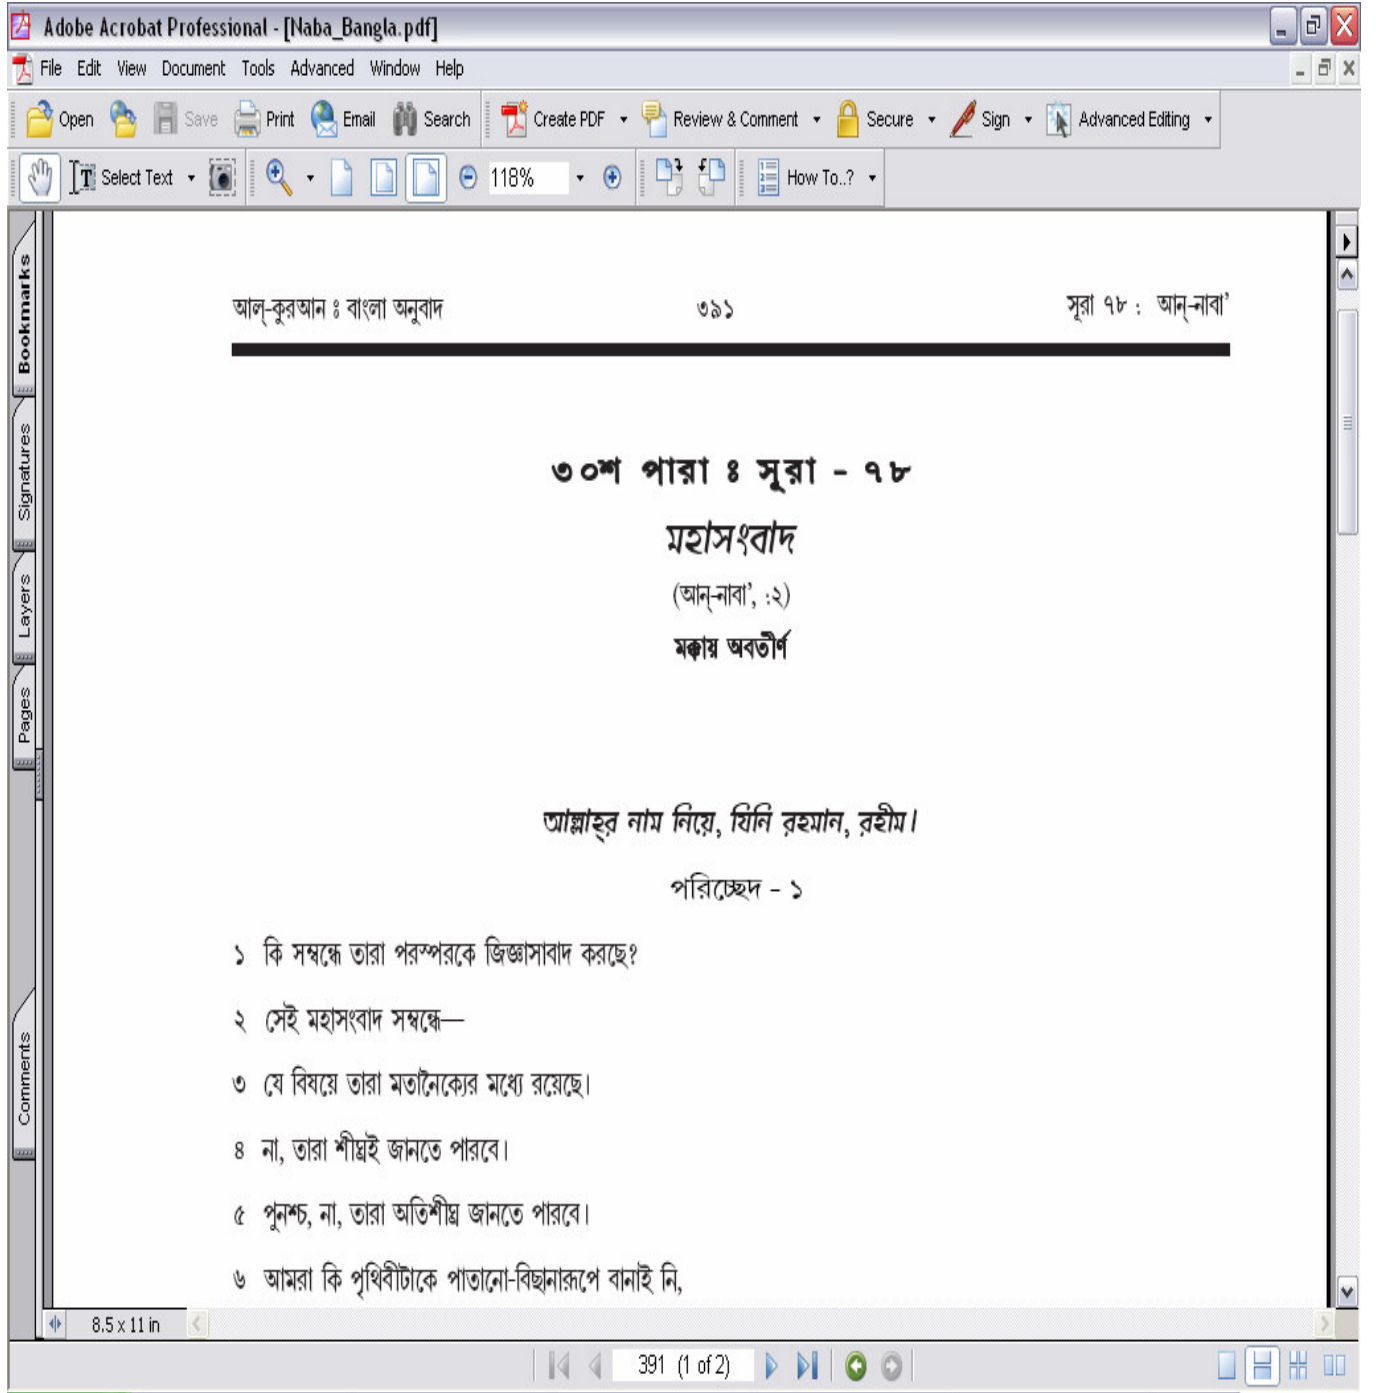 Adobe Acrobat Professional - [Naba_Bangla.pdf]
File Edit View Document Tools Advanced Window Help
Open Save Print Email Search Create PDF Review & Comment Secure Sign Advanced Editing
Select Text 118% How To..?
Bookmarks
Signatures
Layers
Pages
Comments
আল্-কুরআন ঃ বাংলা অনুবাদ ৩৯১ সূরা ৭৮ : আন্-নাবা’
৩০শ পারা ঃ সূরা - ৭৮
মহাসংবাদ
(আন্-নাবা’, :২)
মক্কায় অবতীর্ণ
আল্লাহ্‌র নাম নিয়ে, যিনি রহমান, রহীম।
পরিচ্ছেদ - ১
১ কি সম্বন্ধে তারা পরস্পরকে জিজ্ঞাসাবাদ করছে?
২ সেই মহাসংবাদ সম্বন্ধে—
৩ যে বিষয়ে তারা মতানৈক্যের মধ্যে রয়েছে।
৪ না, তারা শীঘ্রই জানতে পারবে।
৫ পুনশ্চ, না, তারা অতিশীঘ্র জানতে পারবে।
৬ আমরা কি পৃথিবীটাকে পাতানো-বিছানারূপে বানাই নি,
8.5 x 11 in
391 (1 of 2)